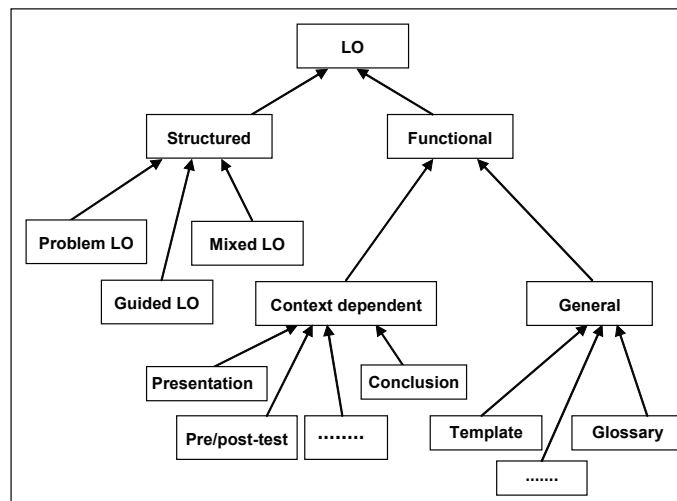 LO
Structured
Functional
Problem LO
Mixed LO
Guided LO
Context dependent
General
Presentation
Conclusion
Pre/post-test
.........
Template
Glossary
.......